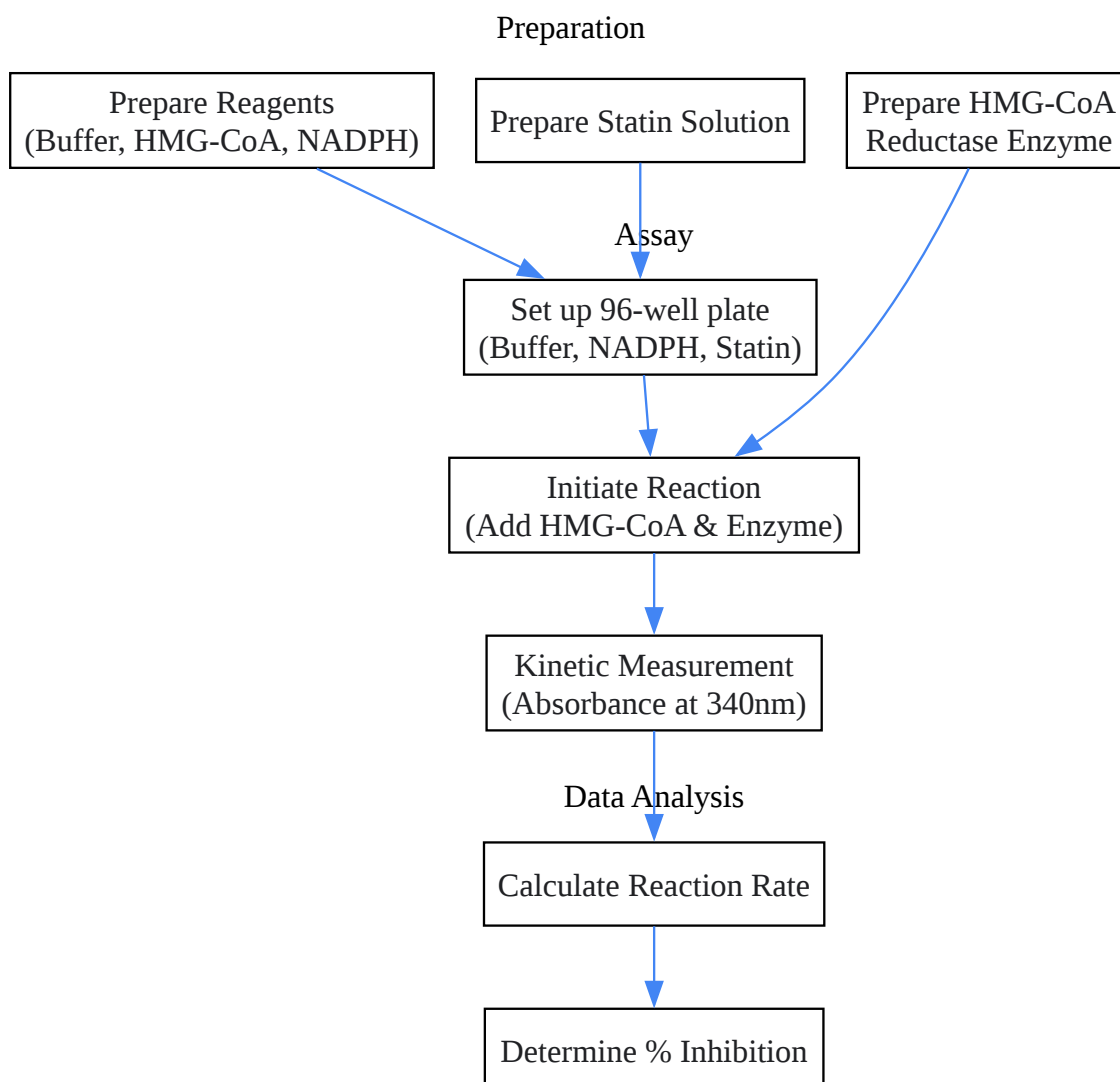 Preparation
Prepare Reagents
(Buffer, HMG-CoA, NADPH)
Prepare Statin Solution
Prepare HMG-CoA
Reductase Enzyme
Assay
Set up 96-well plate
(Buffer, NADPH, Statin)
Initiate Reaction
(Add HMG-CoA & Enzyme)
Kinetic Measurement
(Absorbance at 340nm)
Data Analysis
Calculate Reaction Rate
Determine % Inhibition